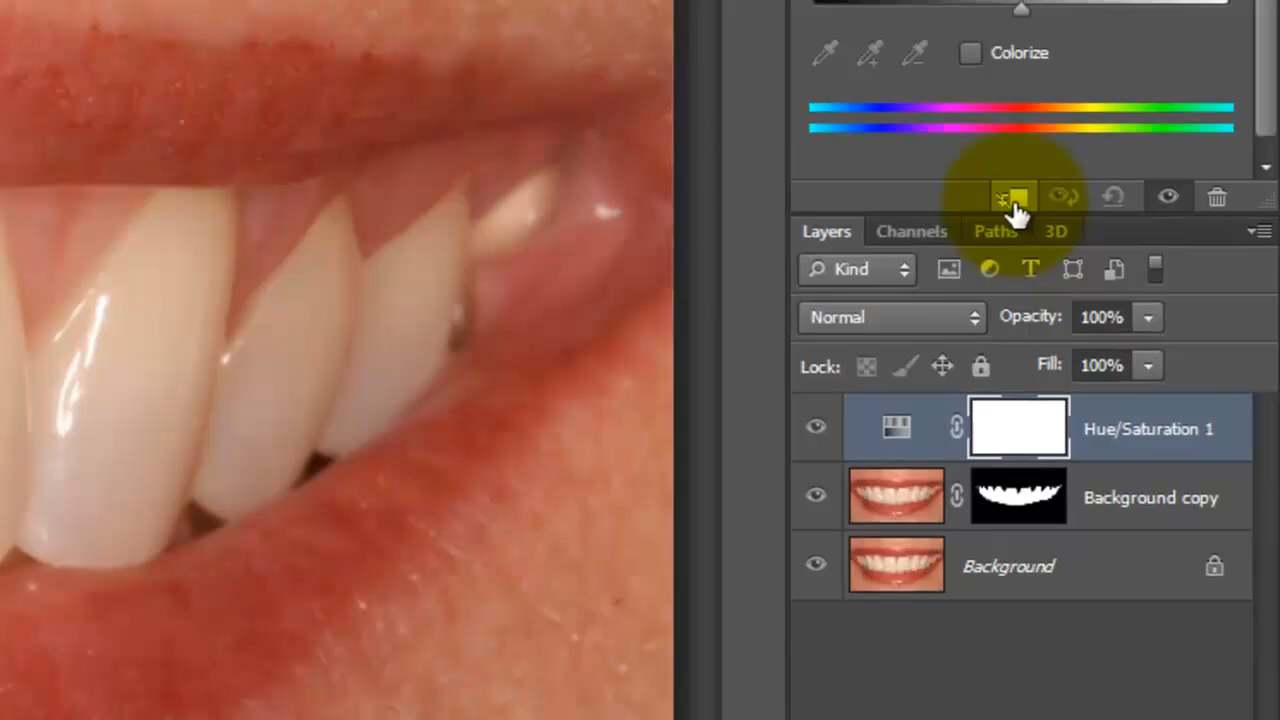 Colorize
Layers Channels Paths 3D
Kind
Normal Opacity: 100%
Lock: Fill: 100%
Hue/Saturation 1
Background copy
Background